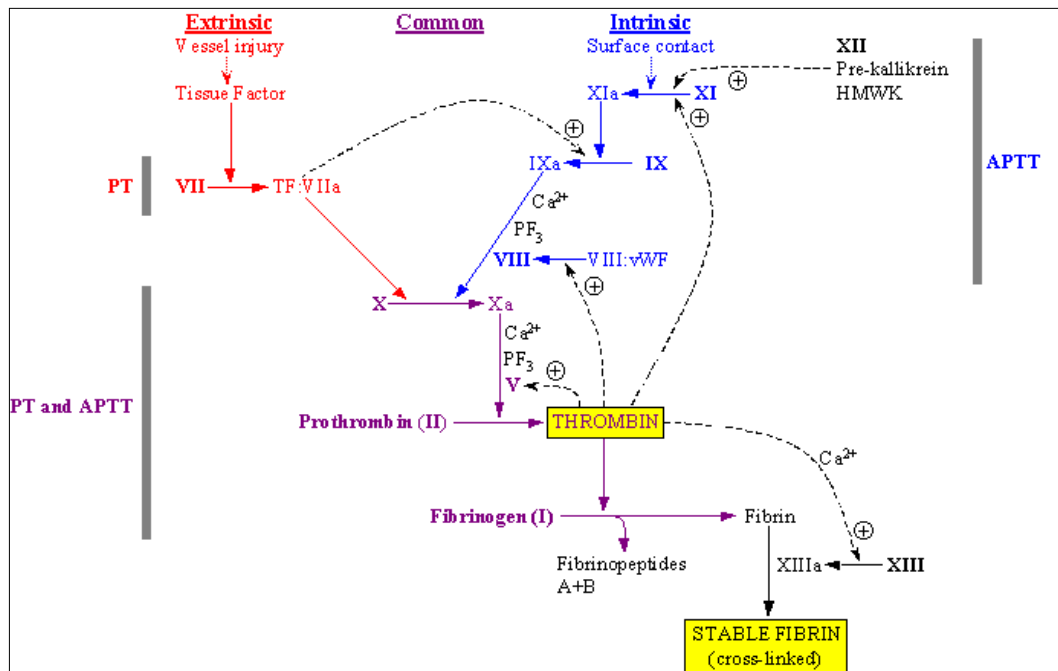 Extrinsic
Common
Intrinsic
Vessel injury
Surface contact
XII
Pre-kallikrein
HMWK
Tissue Factor
XIa
XI
+
+
+
IXa
IX
APTT
PT
VII
TF:VIIa
Ca²⁺
PF₃
VIII
VIII:vWF
+
X
Xa
Ca²⁺
PF₃
V
+
PT and APTT
Prothrombin (II)
THROMBIN
Ca²⁺
Fibrinogen (I)
Fibrin
+
Fibrinopeptides
A+B
XIIIa
XIII
STABLE FIBRIN
(cross-linked)